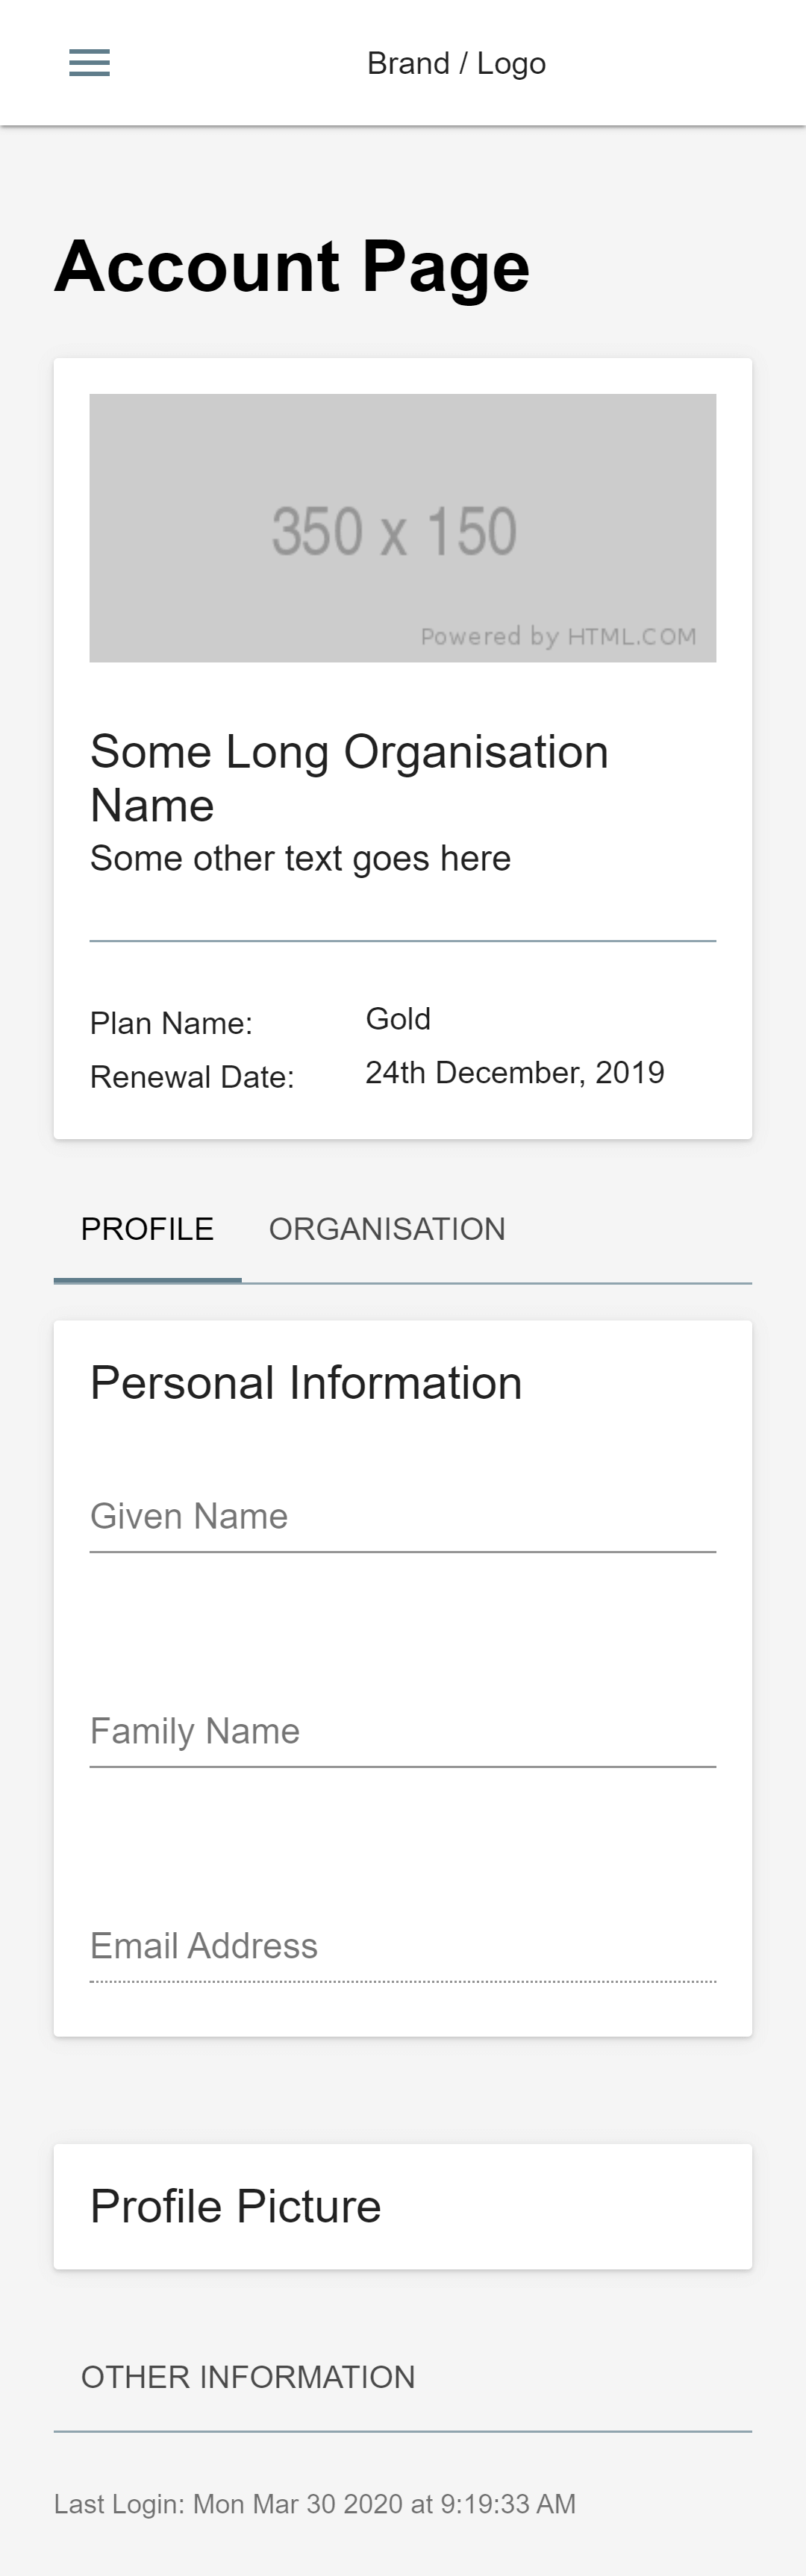 Brand / Logo
Account Page
350 x 150
Powered by HTML.COM
Some Long Organisation
Name
Some other text goes here
Plan Name: Gold
Renewal Date: 24th December, 2019
PROFILE ORGANISATION
Personal Information
Given Name
Family Name
Email Address
Profile Picture
OTHER INFORMATION
Last Login: Mon Mar 30 2020 at 9:19:33 AM